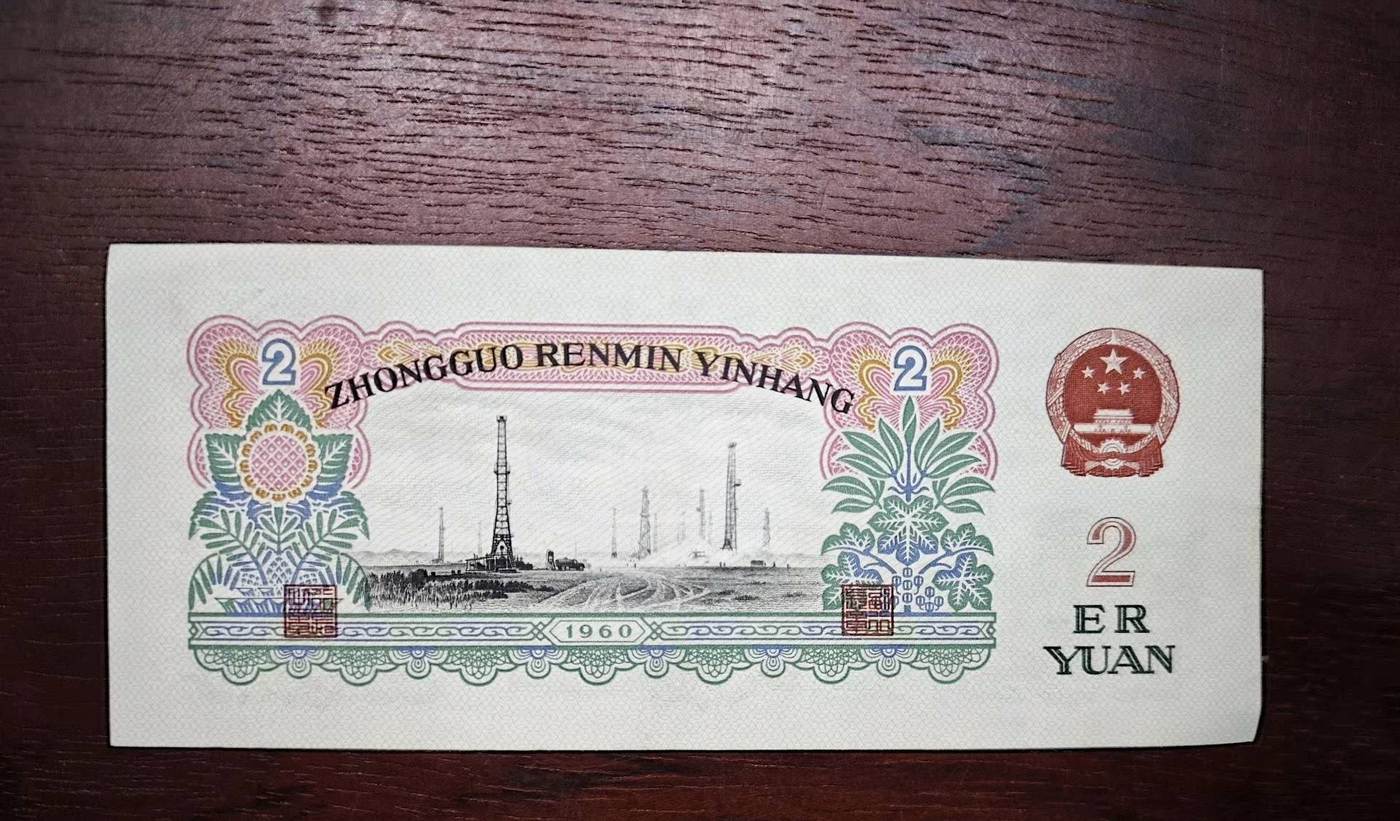 ZHONGGUO RENMIN YINHANG
2
2
1960
2
ER
YUAN